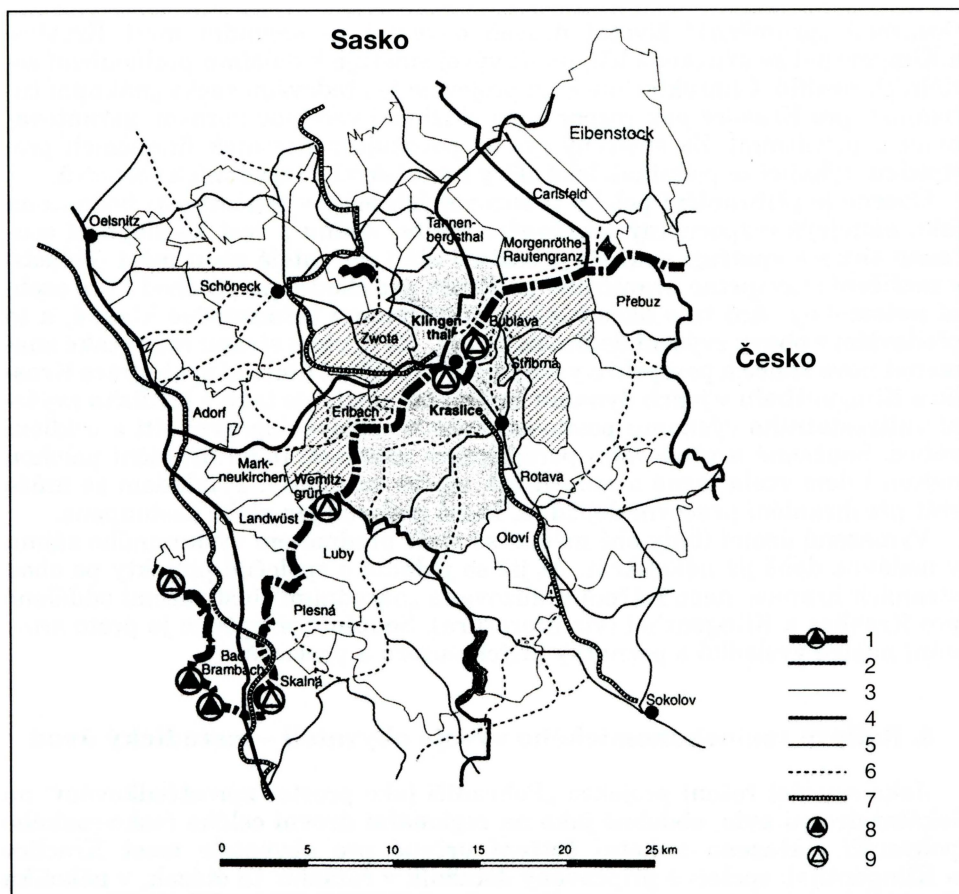 Sasko
Eibenstock
Carlsfeld
Oelsnitz
Tannen-
bergsthal
Morgenröthe-
Rautengranz
Schöneck
Přebuz
Klingen-
thal
Bublava
Zwota
Stříbrná
Česko
Adorf
Erlbach
Kraslice
Mark-
neukirchen
Wernitz-
grün
Rotava
Landwüst
Oloví
Luby
Plesná
Bad
Brambach
Skalná
Sokolov
1
2
3
4
5
6
7
8
9
0 5 10 15 20 25 km